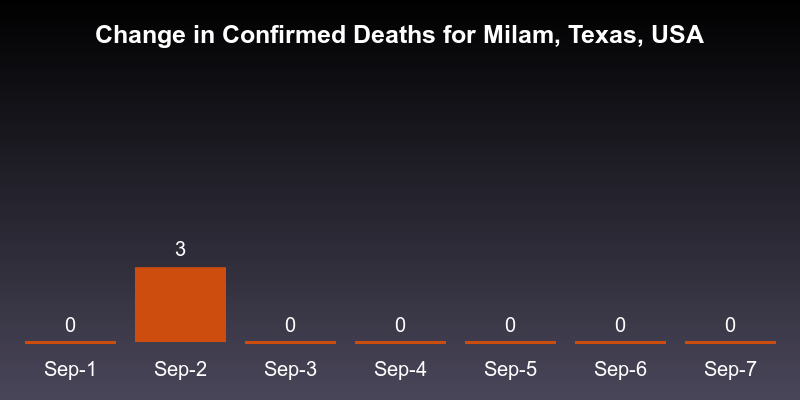 Change in Confirmed Deaths for Milam, Texas, USA
3
0 0 0 0 0 0
Sep-1 Sep-2 Sep-3 Sep-4 Sep-5 Sep-6 Sep-7